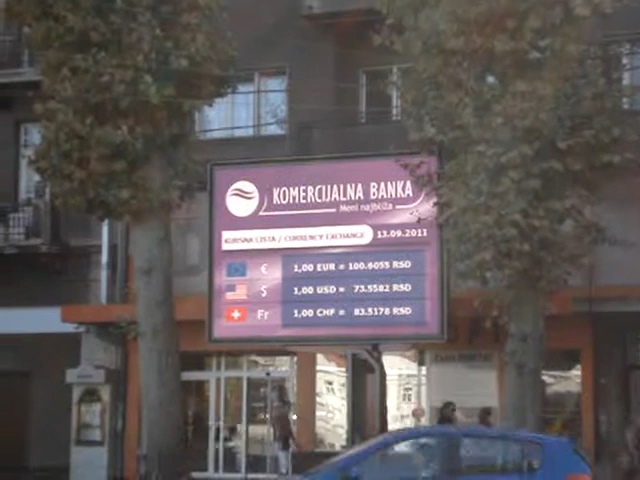 KOMERCIJALNA BANKA
Meni najbliža
KURSNA LISTA / CURRENCY EXCHANGE 13.09.2011
€ 1,00 EUR = 100.6055 RSD
$ 1,00 USD = 73.5582 RSD
Fr 1,00 CHF = 83.5178 RSD